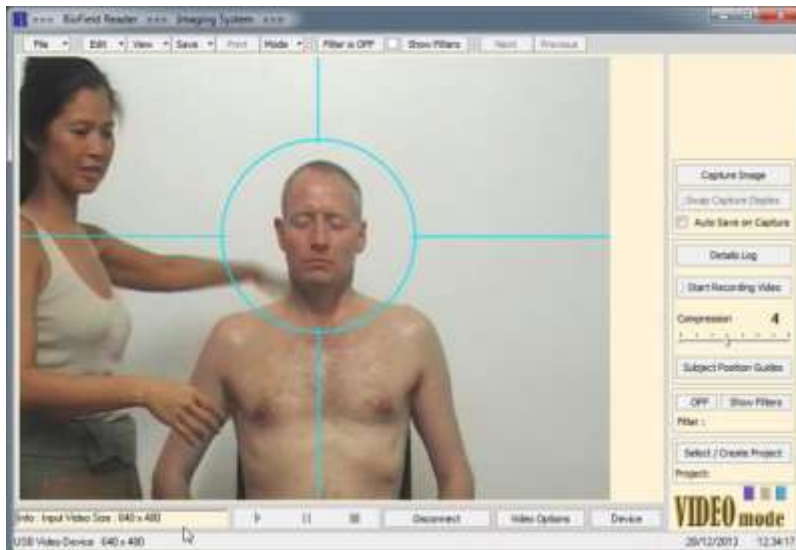 *** BioField Reader *** Imaging System ***
File Edit View Save Print Mode Filter is OFF Show Filters Next Previous
Capture Image
Swap Capture Display
Auto Save on Capture
Details Log
Start Recording Video
Compression 4
Subject Position Guides
OFF Show Filters
Filter :
Select / Create Project
Project:
VIDEO mode
Info : Input Video Size : 640 x 480 Disconnect Video Options Device
USB Video Device 640 x 480 28/12/2013 12:34:17